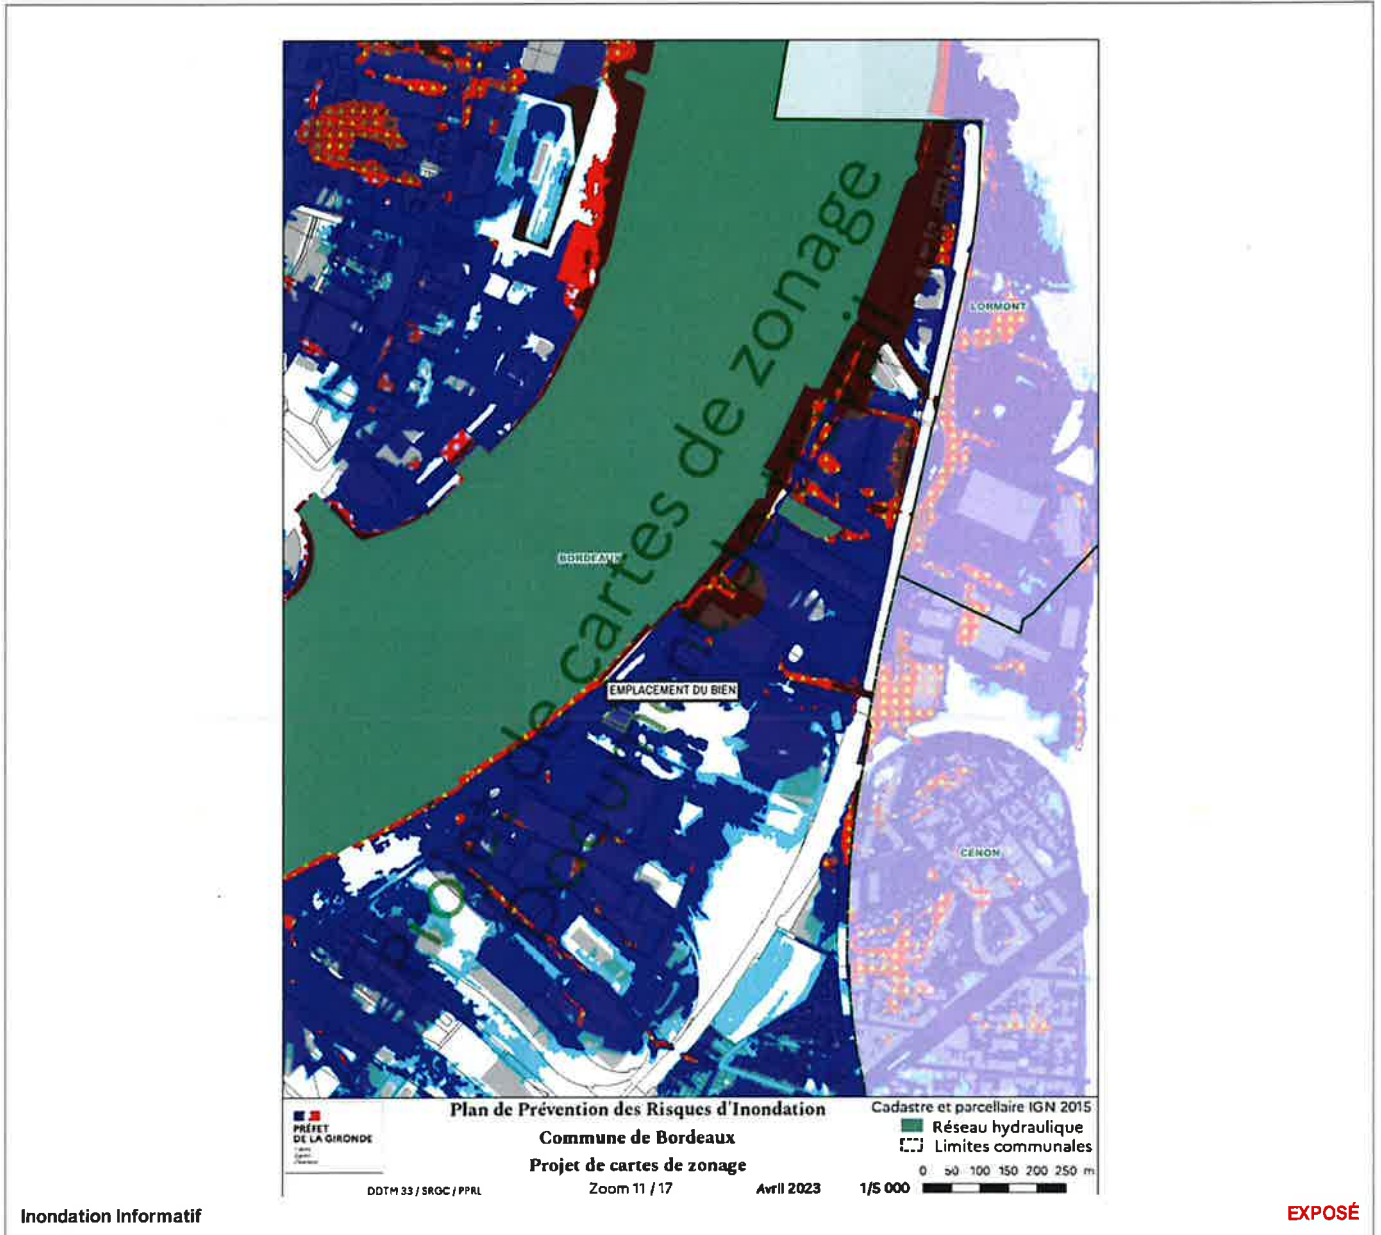 Projet de cartes de zonage
LORMONT
BORDEAUX
EMPLACEMENT DU BIEN
CENON
PRÉFET
DE LA GIRONDE
Plan de Prévention des Risques d'Inondation
Commune de Bordeaux
Projet de cartes de zonage
DDTM 33 / SRGC / PPRL
Zoom 11 / 17
Avril 2023
1/5 000
Cadastre et parcellaire IGN 2015
Réseau hydraulique
Limites communales
0 50 100 150 200 250 m
Inondation Informatif
EXPOSÉ